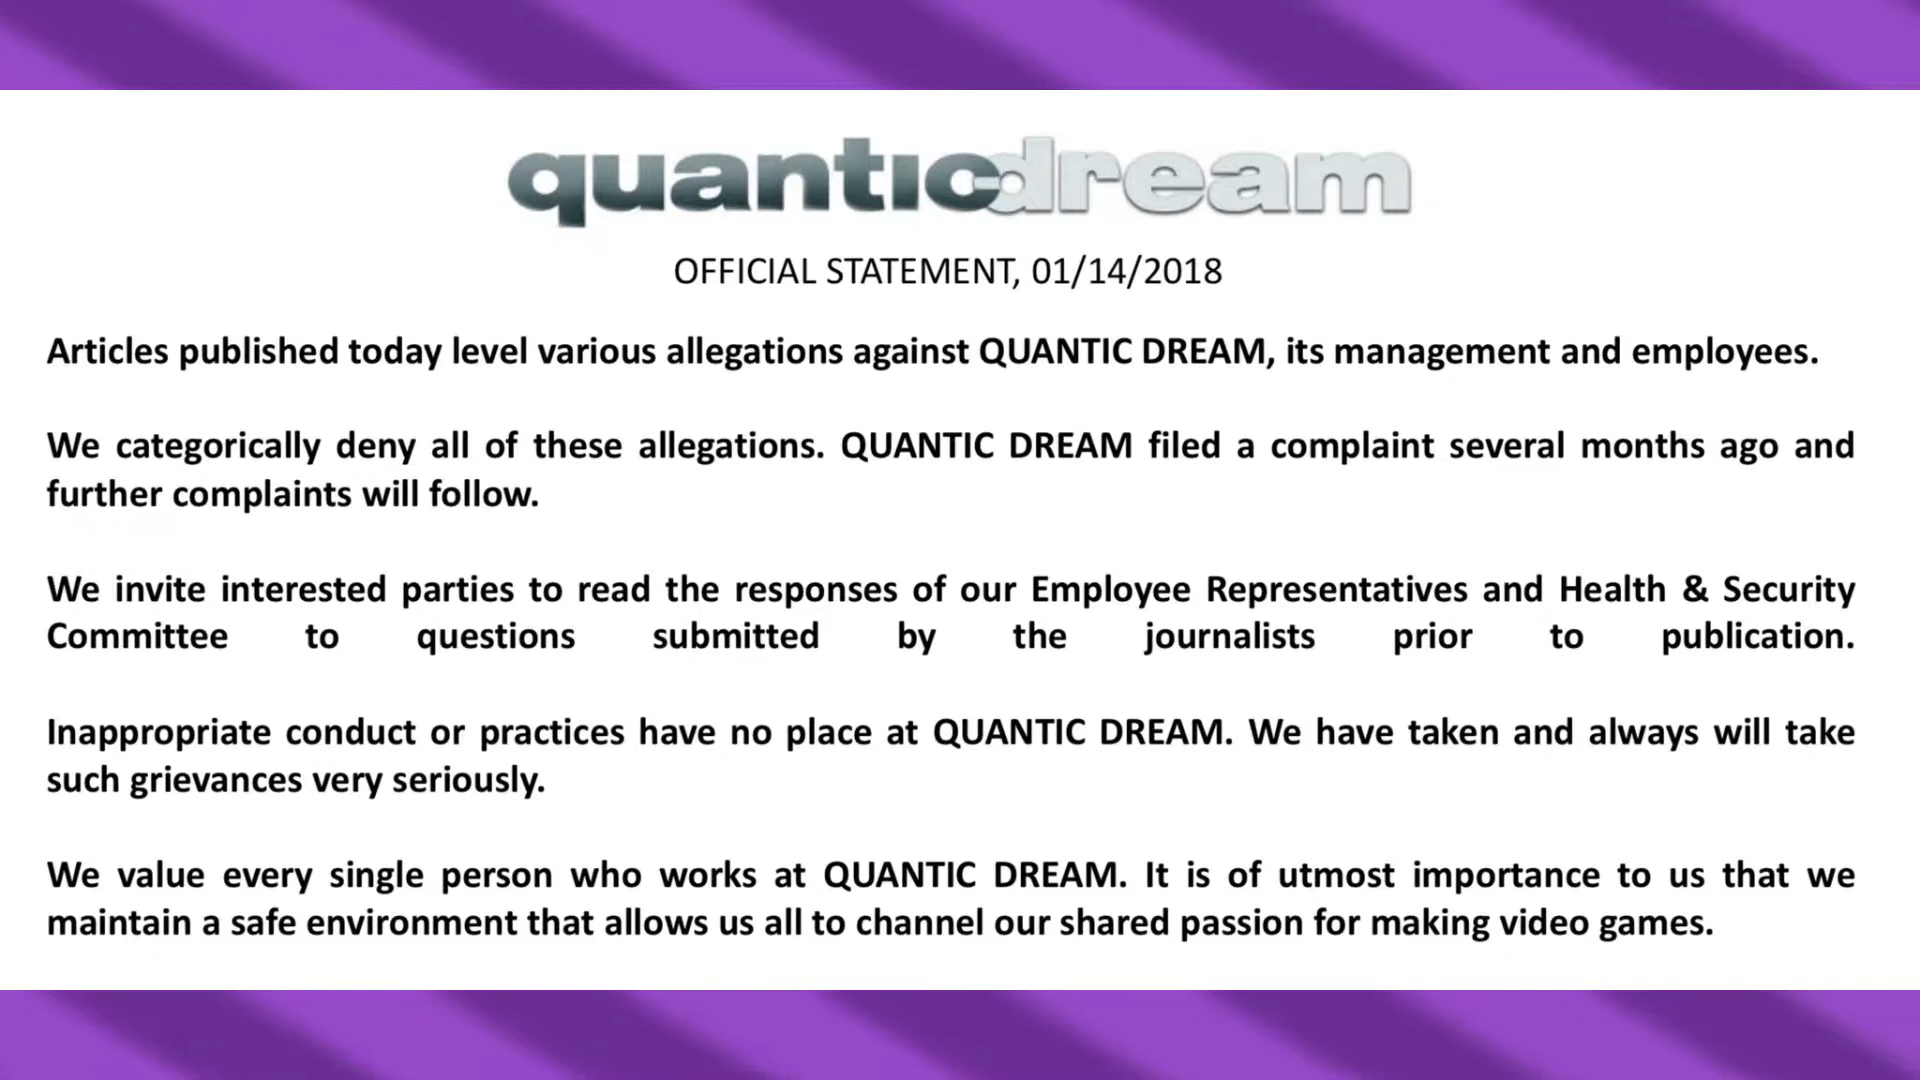 quanticdream
OFFICIAL STATEMENT, 01/14/2018
Articles published today level various allegations against QUANTIC DREAM, its management and employees.
We categorically deny all of these allegations. QUANTIC DREAM filed a complaint several months ago and
further complaints will follow.
We invite interested parties to read the responses of our Employee Representatives and Health & Security
Committee to questions submitted by the journalists prior to publication.
Inappropriate conduct or practices have no place at QUANTIC DREAM. We have taken and always will take
such grievances very seriously.
We value every single person who works at QUANTIC DREAM. It is of utmost importance to us that we
maintain a safe environment that allows us all to channel our shared passion for making video games.